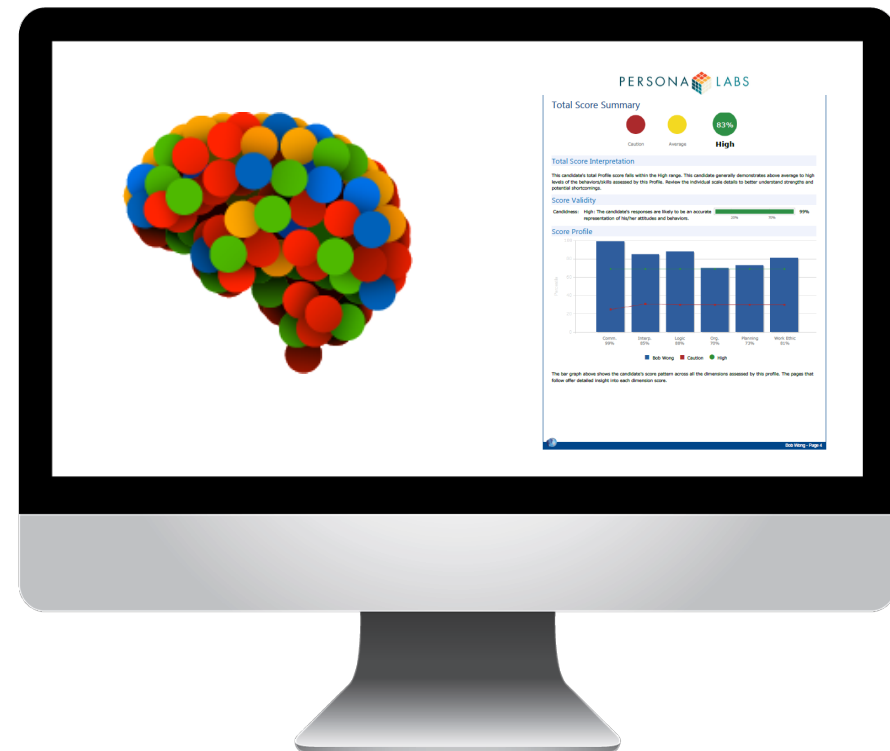 PERSONA LABS
Total Score Summary
83%
Caution
Average
High
Total Score Interpretation
This candidate's total Profile score falls within the High range. This candidate generally demonstrates above average to high
levels of the behaviors/skills assessed by this Profile. Review the individual scale details to better understand strengths and
potential shortcomings.
Score Validity
Candidness: High: The candidate's responses are likely to be an accurate
representation of his/her attitudes and behaviors.
99%
Score Profile
100
80
60
40
20
0
Comm. Interp. Logic Org. Planning. Work Ethic
99% 85% 70% 73% 81%
Bob Wong Caution High
The bar graph above shows the candidate's score pattern across all the dimensions assessed by this profile. The pages that
follow offer detailed insight into each dimension score.
Bob Wong - Page 4